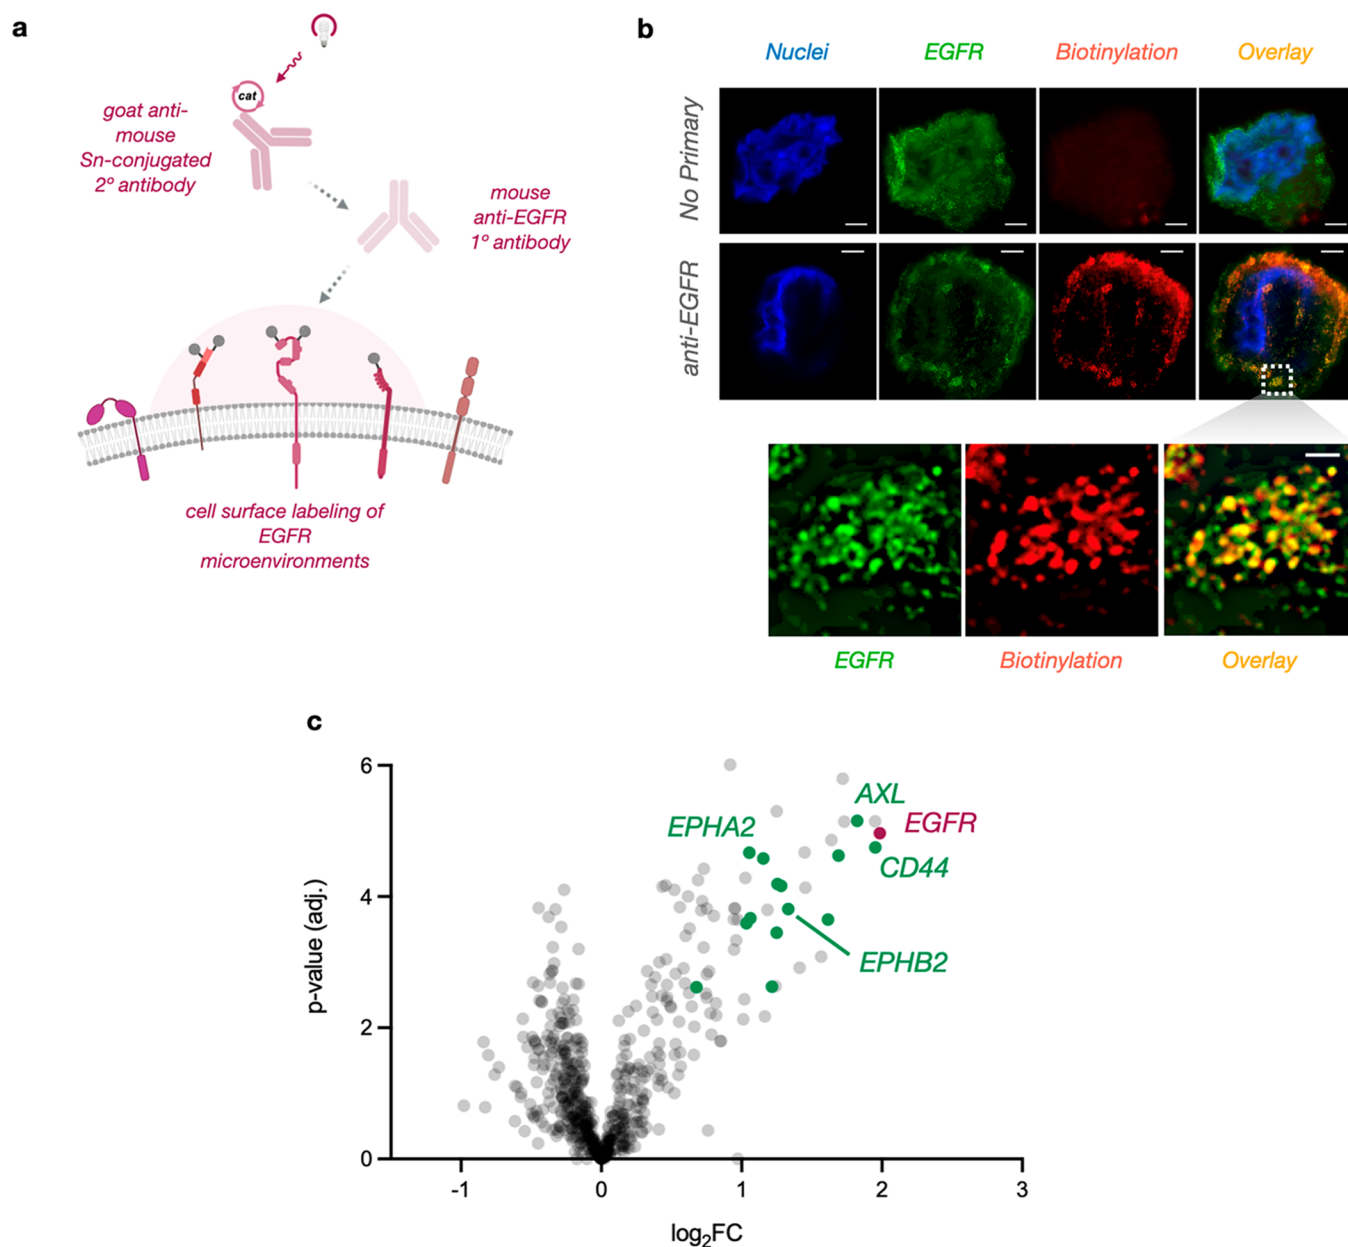 a
cat
goat anti-
mouse
Sn-conjugated
2º antibody
mouse
anti-EGFR
1º antibody
cell surface labeling of
EGFR
microenvironments
b
Nuclei
EGFR
Biotinylation
Overlay
No Primary
anti-EGFR
EGFR
Biotinylation
Overlay
c
p-value (adj.)
6
4
2
0
AXL
EGFR
EPHA2
CD44
EPHB2
-1
0
1
2
3
log₂FC